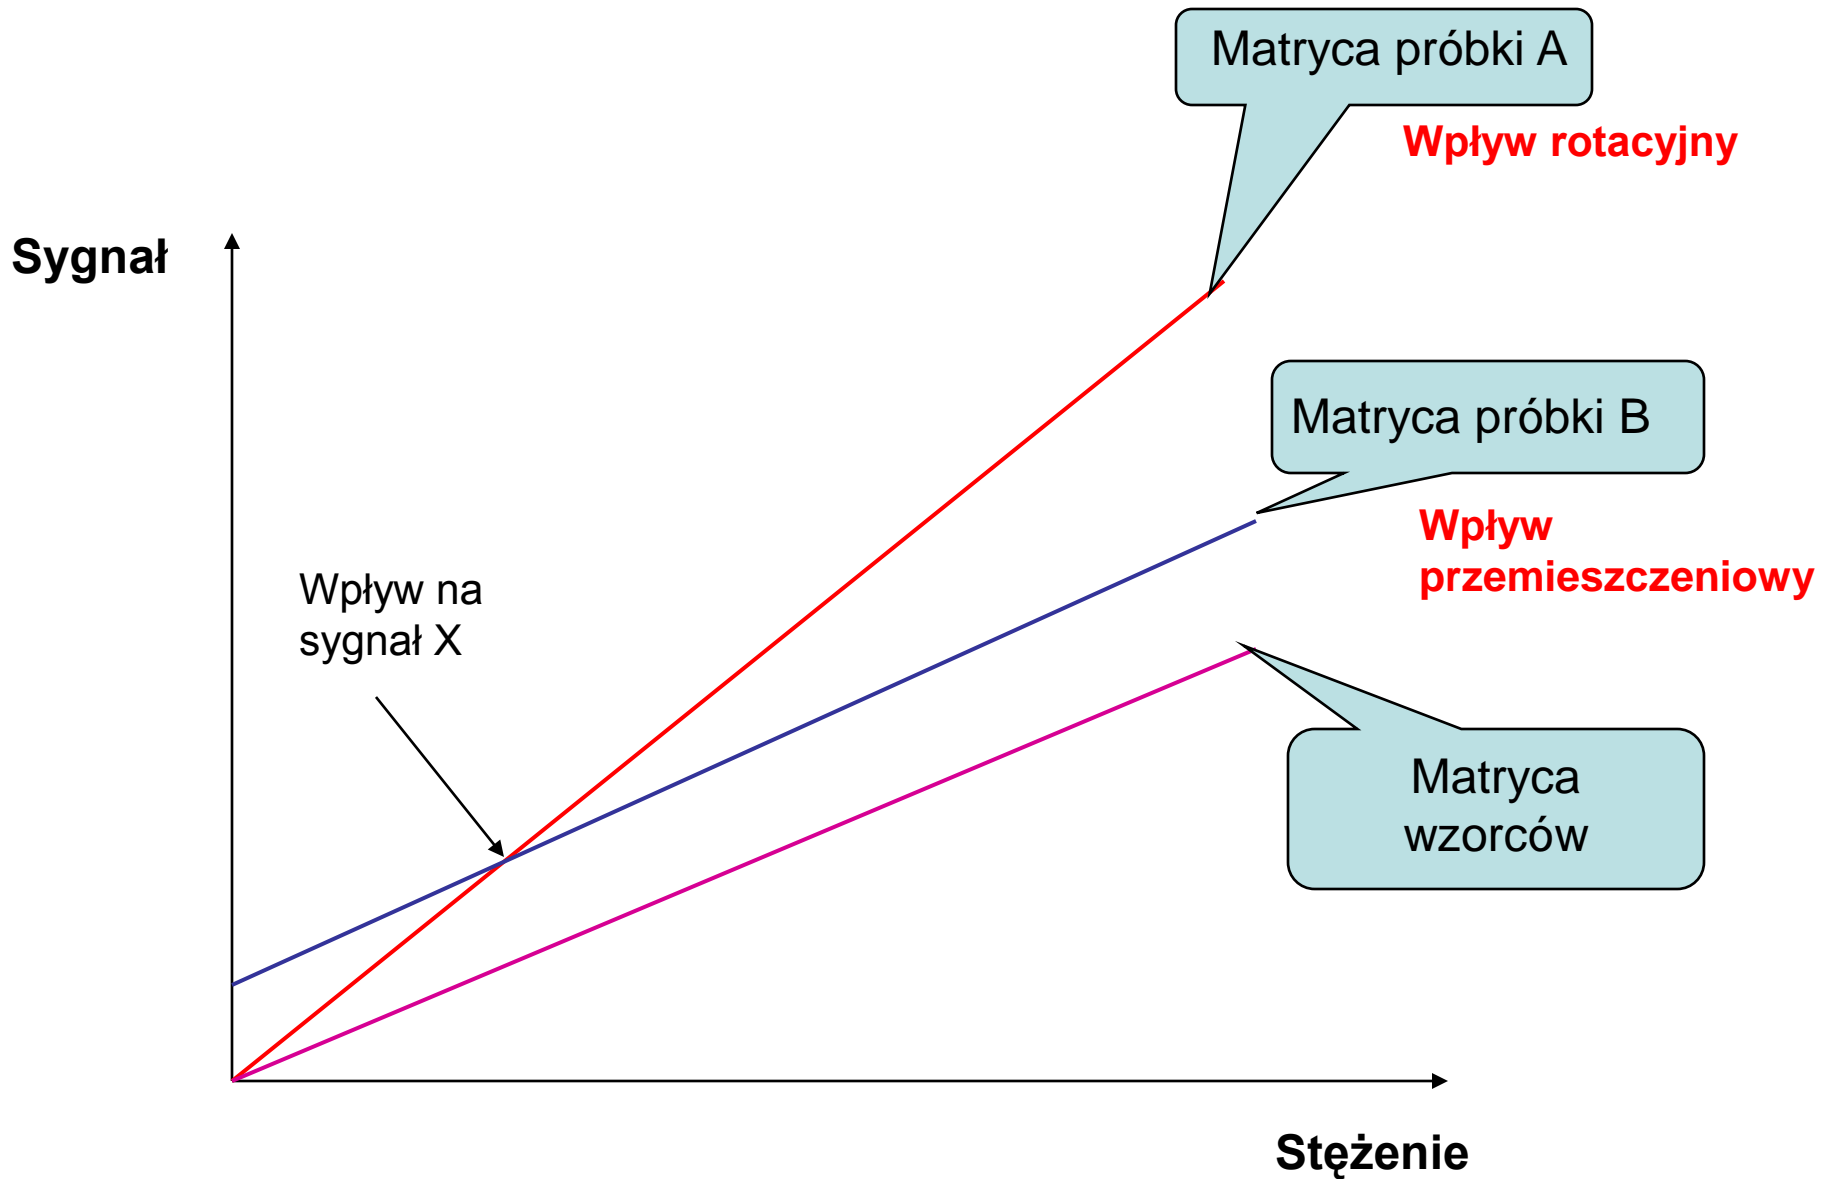 Matryca próbki A
Wpływ rotacyjny
Sygnał
Matryca próbki B
Wpływ
przemieszczeniowy
Wpływ na
sygnał X
Matryca
wzorców
Stężenie